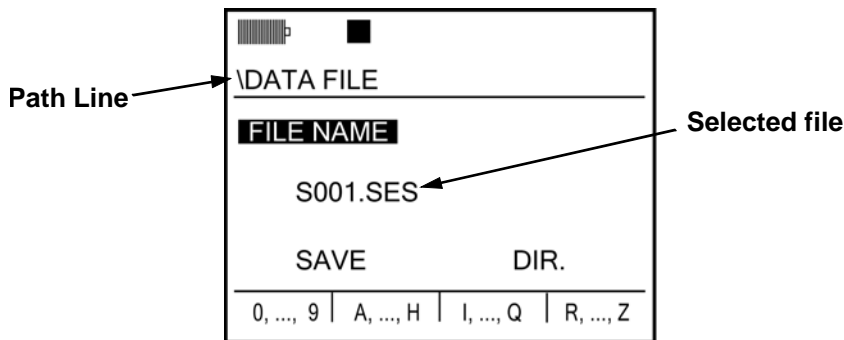 \DATA FILE
Path Line
FILE NAME
Selected file
S001.SES
SAVE DIR.
0, ..., 9 A, ..., H I, ..., Q R, ..., Z